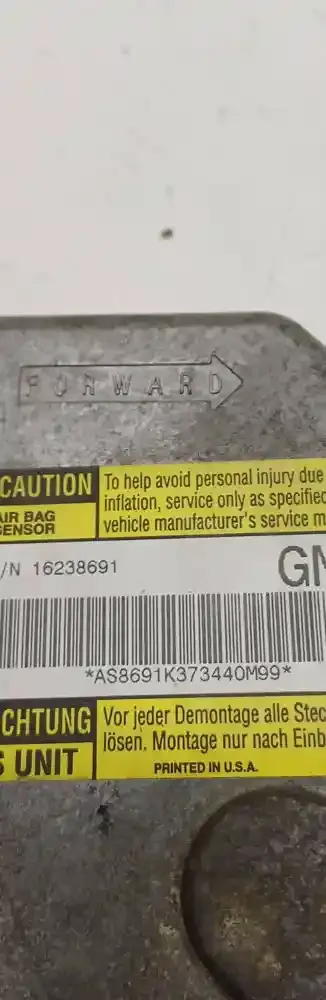 FORWARD
CAUTION To help avoid personal injury due
AIR BAG inflation, service only as specified
SENSOR vehicle manufacturer's service m
/N 16238691 GM
*AS8691K373440M99*
CHTUNG Vor jeder Demontage alle Stec
S UNIT lösen. Montage nur nach Einb
PRINTED IN U.S.A.